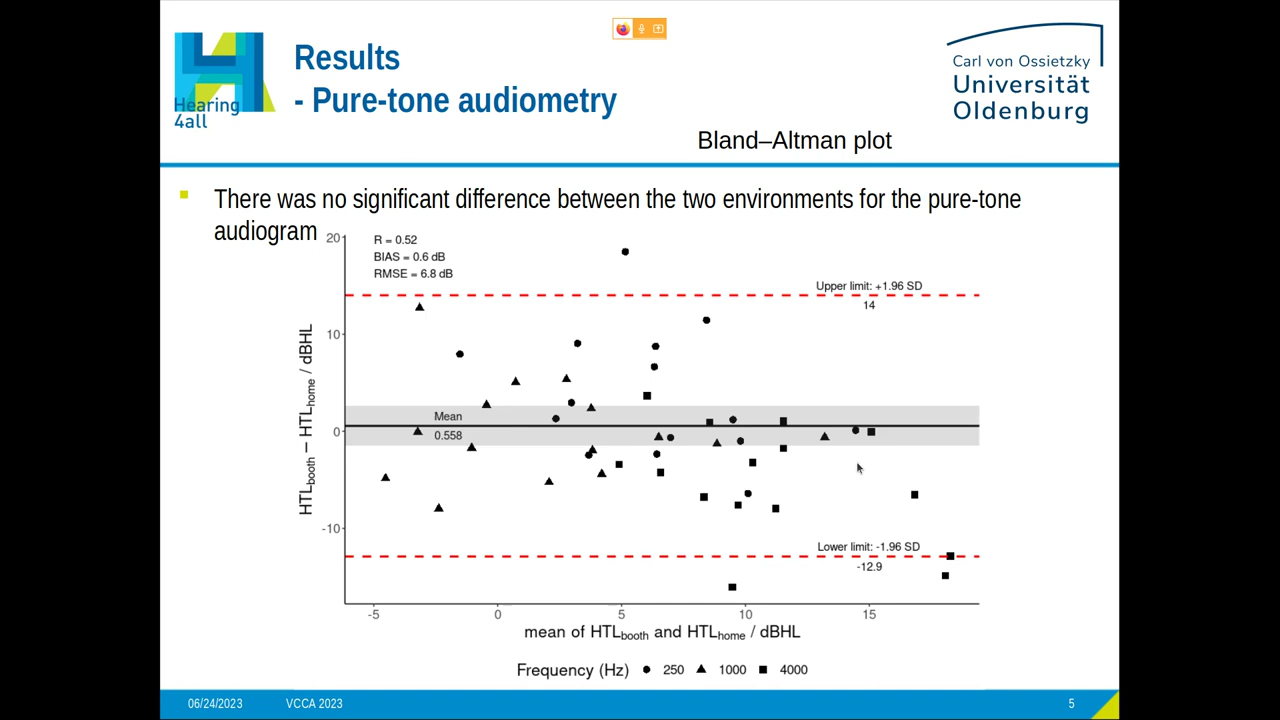 Hearing
4all
Results
- Pure-tone audiometry
Carl von Ossietzky
Universität
Oldenburg
Bland–Altman plot
There was no significant difference between the two environments for the pure-tone
audiogram
R = 0.52
BIAS = 0.6 dB
RMSE = 6.8 dB
20
10
0
-10
HTLbooth – HTLhome / dBHL
Upper limit: +1.96 SD
14
Mean
0.558
Lower limit: -1.96 SD
-12.9
-5 0 5 10 15
mean of HTLbooth and HTLhome / dBHL
Frequency (Hz) 250 1000 4000
06/24/2023 VCCA 2023 5